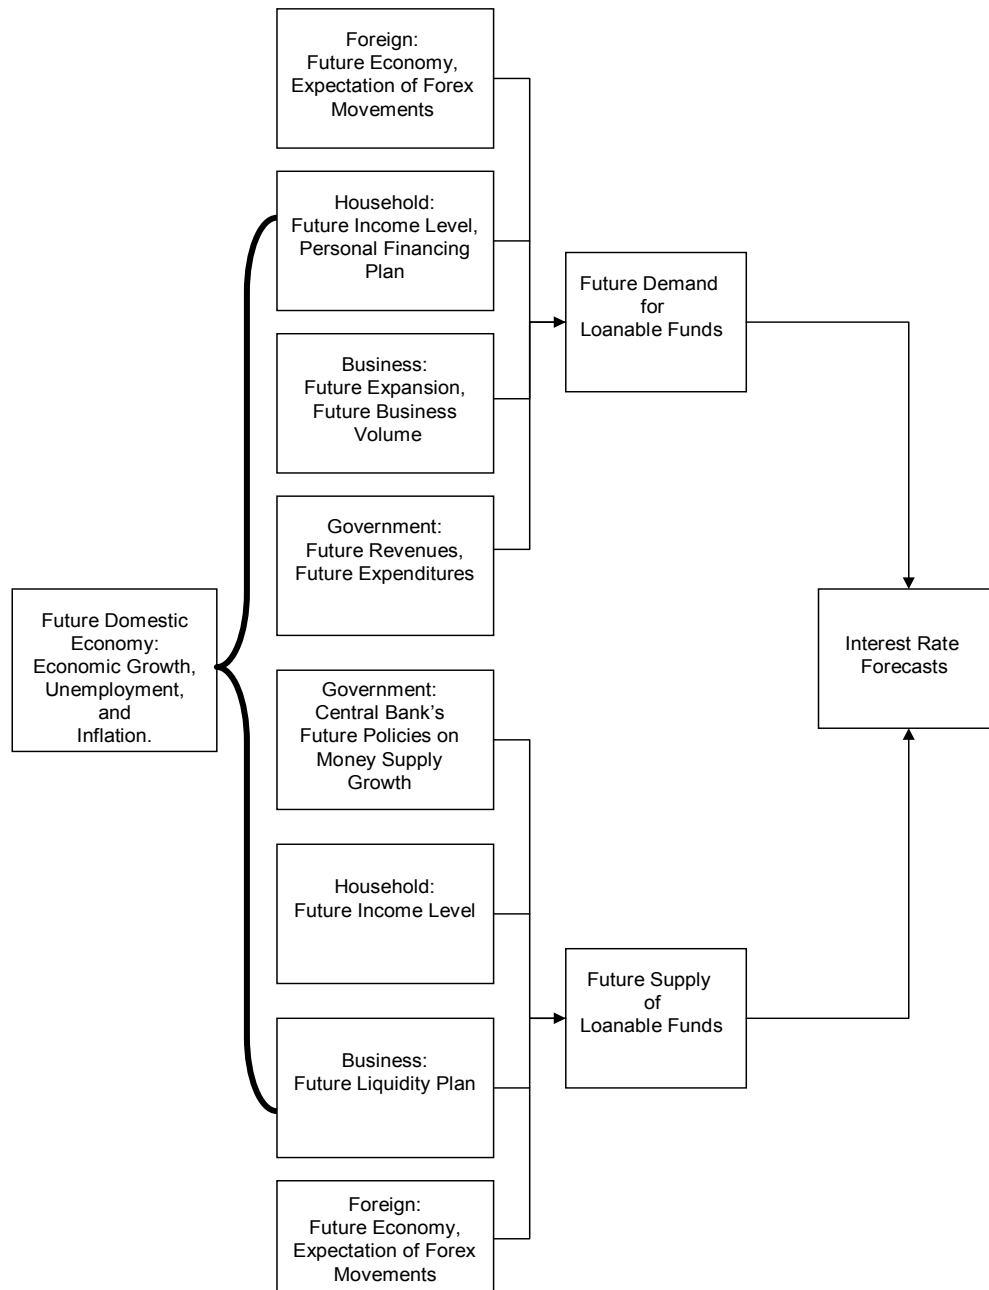 Foreign:
Future Economy,
Expectation of Forex
Movements
Household:
Future Income Level,
Personal Financing
Plan
Future Demand
for
Loanable Funds
Business:
Future Expansion,
Future Business
Volume
Government:
Future Revenues,
Future Expenditures
Future Domestic
Economy:
Economic Growth,
Unemployment,
and
Inflation.
Interest Rate
Forecasts
Government:
Central Bank’s
Future Policies on
Money Supply
Growth
Household:
Future Income Level
Future Supply
of
Loanable Funds
Business:
Future Liquidity Plan
Foreign:
Future Economy,
Expectation of Forex
Movements